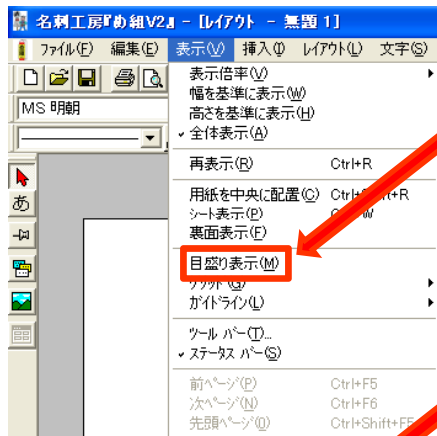 名刺工房『め組V2』 - [レイアウト - 無題 1]
ファイル(F) 編集(E) 表示(V) 挿入(I) レイアウト(L) 文字(S)
MS 明朝
あ
表示倍率(V)
幅を基準に表示(W)
高さを基準に表示(H)
全体表示(A)
再表示(R) Ctrl+R
用紙を中央に配置(C)
シート表示(P)
裏面表示(F)
目盛り表示(M)
グリッド(G)
ガイドライン(L)
ツール バー(T)...
ステータス バー(S)
前ページ(P) Ctrl+F5
次ページ(N) Ctrl+F6
先頭ページ(O) Ctrl+Shift+F5